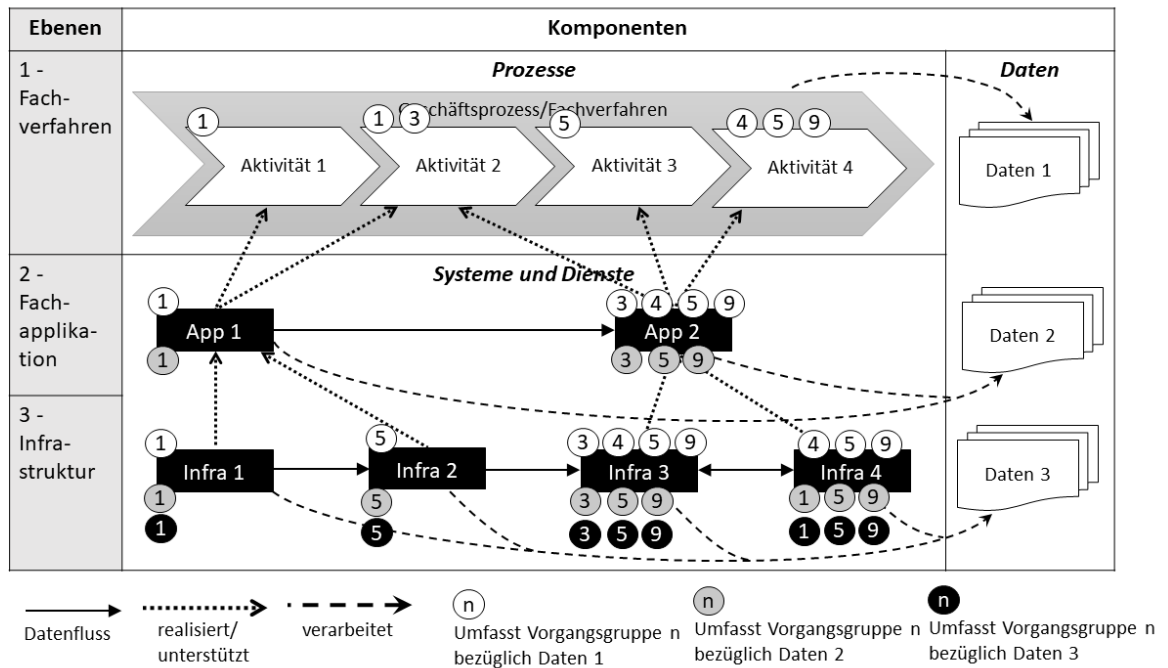 Ebenen
Komponenten
1 -
Fach-
verfahren
Prozesse
Daten
Geschäftsprozess/Fachverfahren
1
1 3
5
4 5 9
Aktivität 1
Aktivität 2
Aktivität 3
Aktivität 4
Daten 1
2 -
Fach-
applika-
tion
Systeme und Dienste
1
App 1
1
3 4 5 9
App 2
3 5 9
Daten 2
3 -
Infra-
struktur
1
Infra 1
1
1
5
Infra 2
5
5
3 4 5 9
Infra 3
3 5 9
3 5 9
4 5 9
Infra 4
1 5 9
1 5 9
Daten 3
Datenfluss
realisiert/
unterstützt
verarbeitet
n
Umfasst Vorgangsgruppe n
bezüglich Daten 1
n
Umfasst Vorgangsgruppe n
bezüglich Daten 2
n
Umfasst Vorgangsgruppe n
bezüglich Daten 3